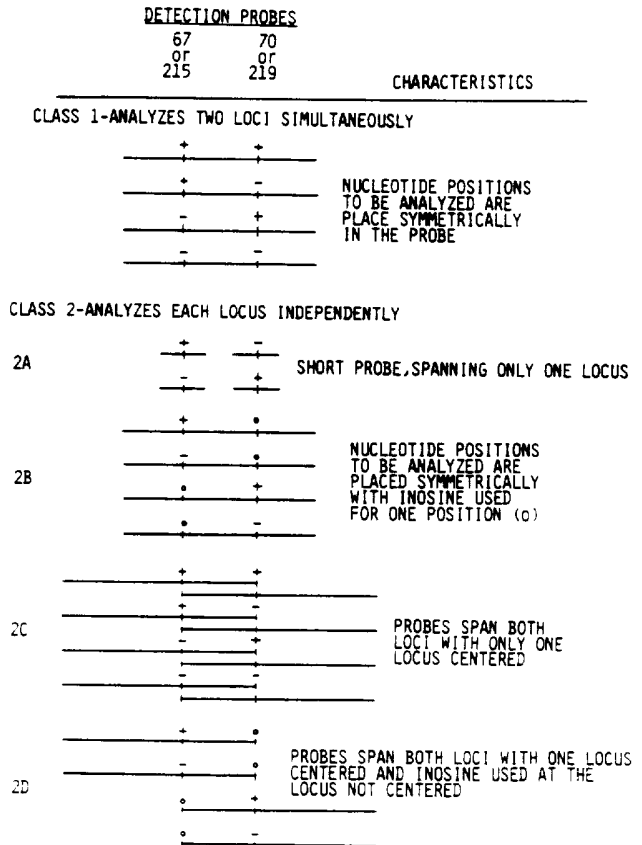 DETECTION PROBES
67 70
or or
215 219
CHARACTERISTICS
CLASS 1-ANALYZES TWO LOCI SIMULTANEOUSLY
+ +
+ -
- +
- -
NUCLEOTIDE POSITIONS
TO BE ANALYZED ARE
PLACE SYMMETRICALLY
IN THE PROBE
CLASS 2-ANALYZES EACH LOCUS INDEPENDENTLY
2A
+ -
- +
SHORT PROBE,SPANNING ONLY ONE LOCUS
2B
+ o
- o
o +
o -
NUCLEOTIDE POSITIONS
TO BE ANALYZED ARE
PLACED SYMMETRICALLY
WITH INOSINE USED
FOR ONE POSITION (o)
2C
+ +
+ -
- +
- -
PROBES SPAN BOTH
LOCI WITH ONLY ONE
LOCUS CENTERED
2D
+ o
- o
o +
o -
PROBES SPAN BOTH LOCI WITH ONE LOCUS
CENTERED AND INOSINE USED AT THE
LOCUS NOT CENTERED